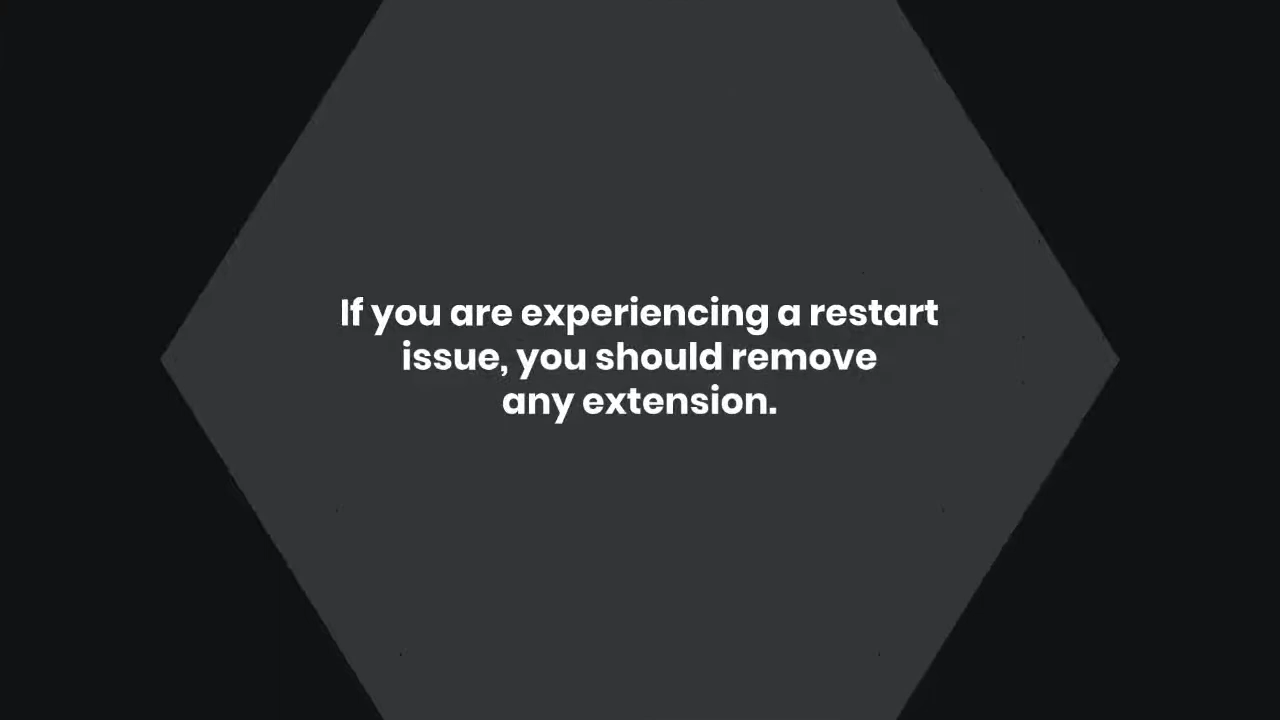 If you are experiencing a restart
issue, you should remove
any extension.